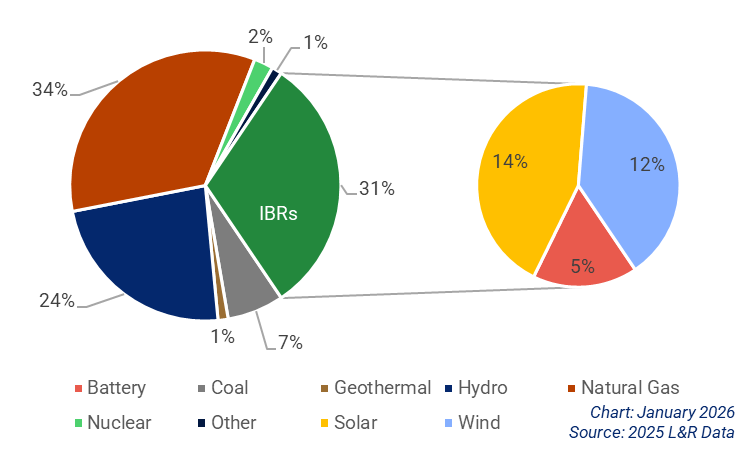 2%
1%
34%
14%
12%
31%
IBRs
5%
24%
1%
7%
Battery Coal Geothermal Hydro Natural Gas
Nuclear Other Solar Wind
Chart: January 2026
Source: 2025 L&R Data